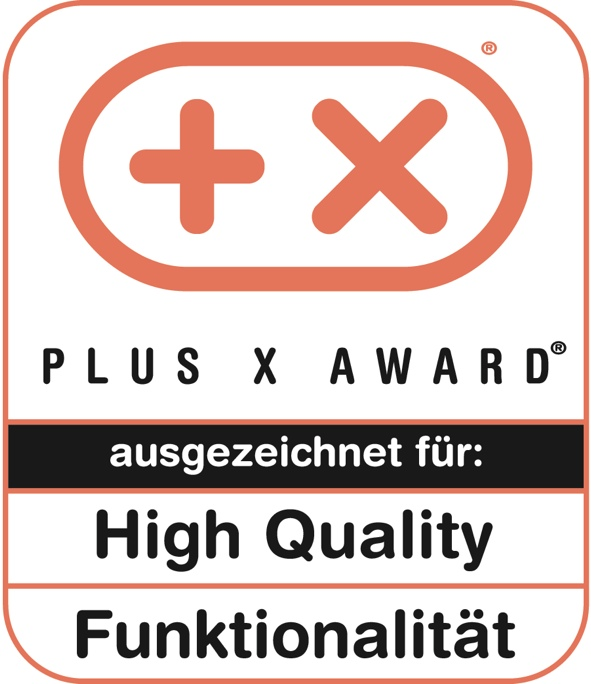 ®
PLUS X AWARD®
ausgezeichnet für:
High Quality
Funktionalität